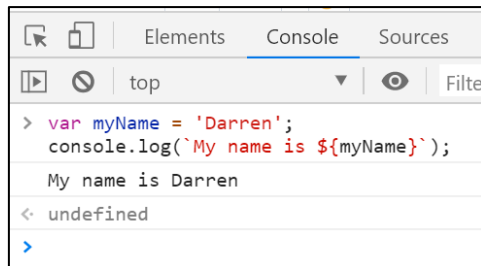 Elements Console Sources
top Filte
> var myName = 'Darren';
console.log(`My name is ${myName}`);
My name is Darren
undefined
>